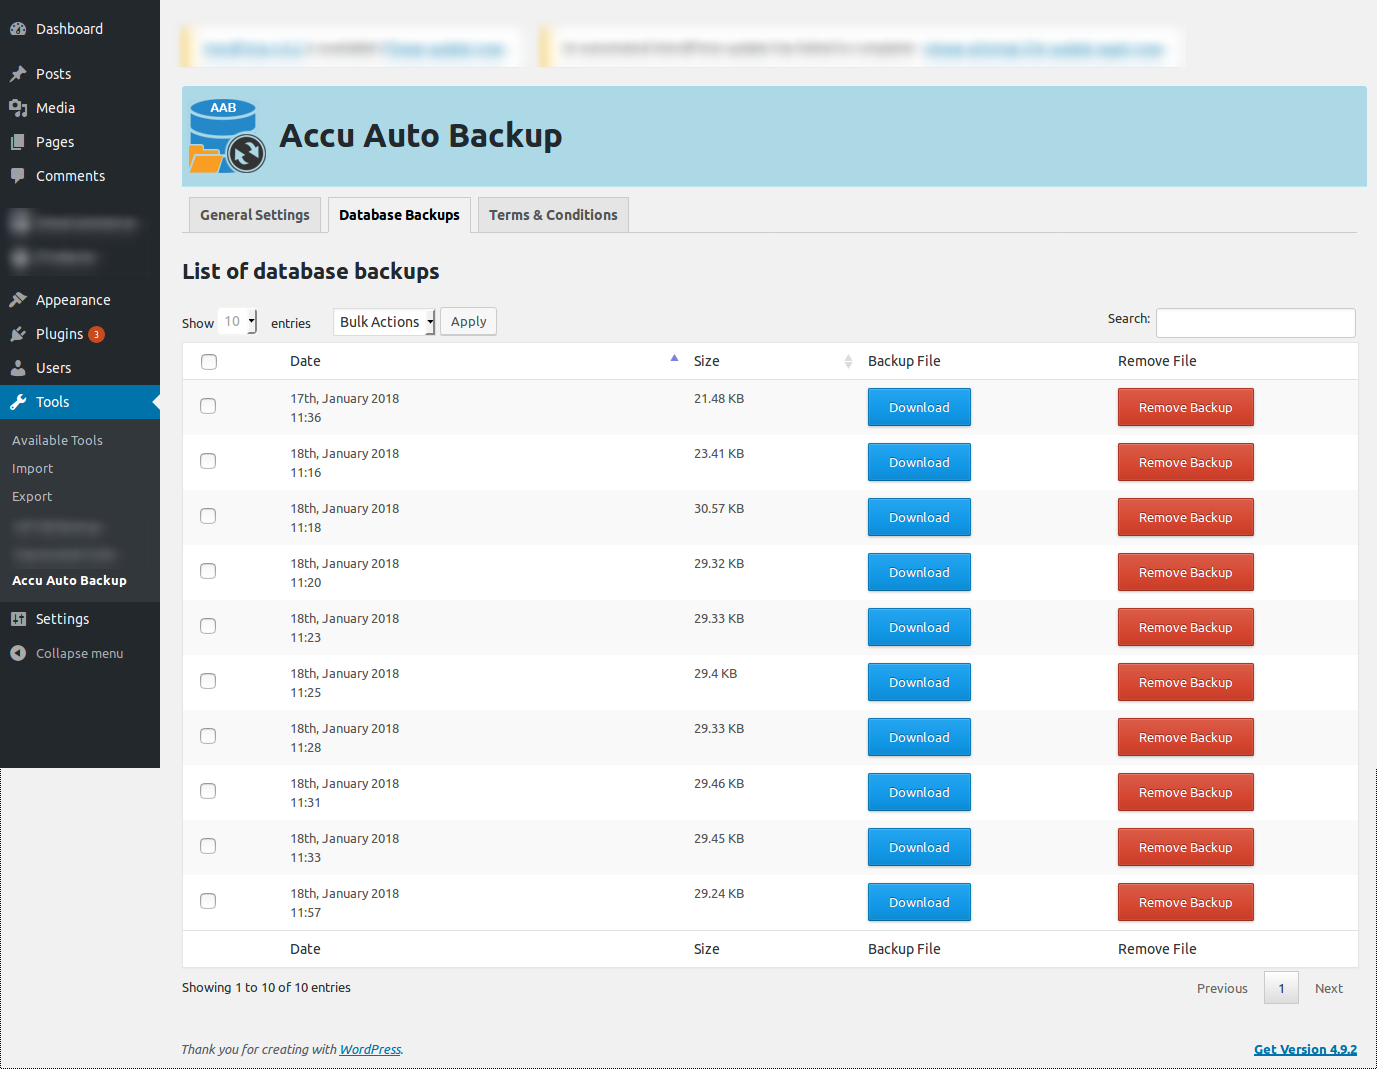 Dashboard
Posts
Media
Pages
Comments
Appearance
Plugins 3
Users
Tools
Available Tools
Import
Export
Accu Auto Backup
Settings
Collapse menu
AAB
Accu Auto Backup
General Settings
Database Backups
Terms & Conditions
List of database backups
Show 10 entries Bulk Actions Apply Search:
Date Size Backup File Remove File
17th, January 2018
11:36
21.48 KB Download Remove Backup
18th, January 2018
11:16
23.41 KB Download Remove Backup
18th, January 2018
11:18
30.57 KB Download Remove Backup
18th, January 2018
11:20
29.32 KB Download Remove Backup
18th, January 2018
11:23
29.33 KB Download Remove Backup
18th, January 2018
11:25
29.4 KB Download Remove Backup
18th, January 2018
11:28
29.33 KB Download Remove Backup
18th, January 2018
11:31
29.46 KB Download Remove Backup
18th, January 2018
11:33
29.45 KB Download Remove Backup
18th, January 2018
11:57
29.24 KB Download Remove Backup
Date Size Backup File Remove File
Showing 1 to 10 of 10 entries Previous 1 Next
Thank you for creating with WordPress. Get Version 4.9.2